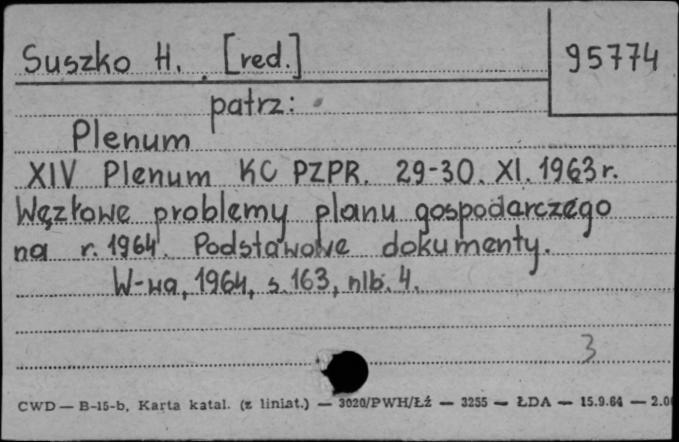 Suszko H. [red.]
95774
patrz:
Plenum
XIV Plenum KC PZPR. 29-30. XI. 1963 r.
Węzłowe problemy planu gospodarczego
na r. 1964. Podstawowe dokumenty.
W-wa, 1964, s. 163, nlb. 4.
3
CWD — B-15-b, Karta katal. (z liniat.) — 3020/PWH/Łź — 3255 — ŁDA — 15.9.64 — 2.0